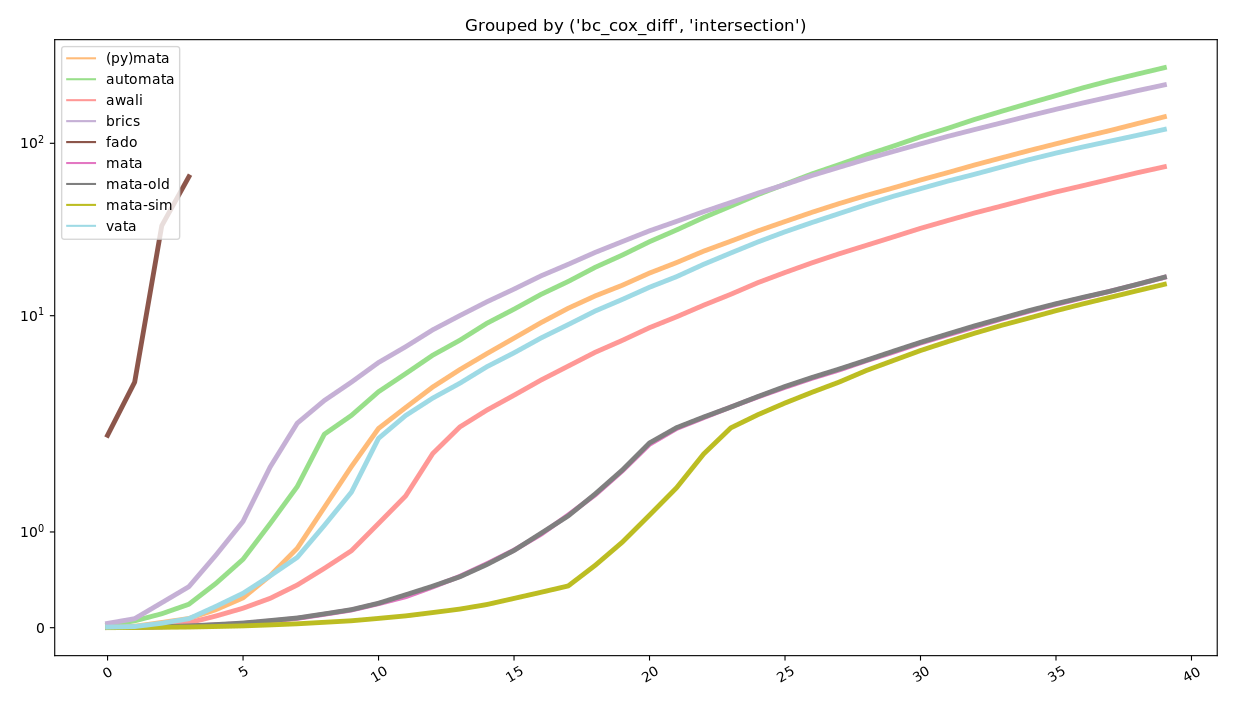 Grouped by ('bc_cox_diff', 'intersection')
(py)mata
automata
awali
brics
fado
mata
mata-old
mata-sim
vata
10²
10¹
10⁰
0
0 5 10 15 20 25 30 35 40